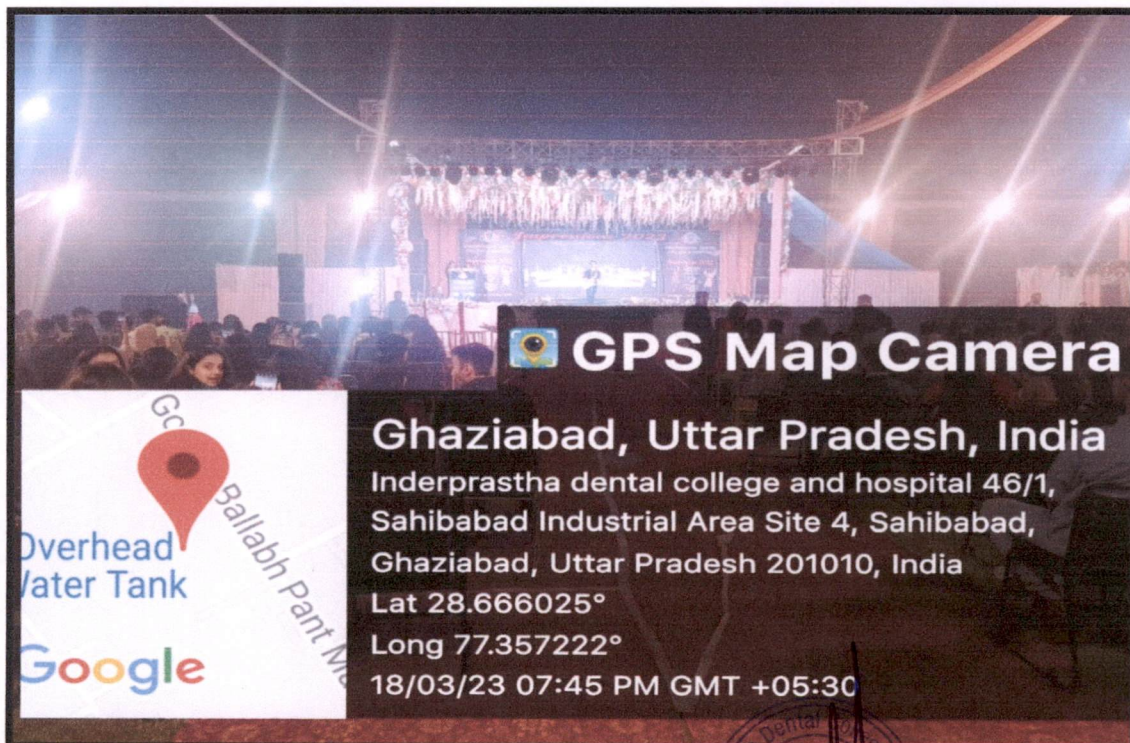 GPS Map Camera
Ghaziabad, Uttar Pradesh, India
Inderprastha dental college and hospital 46/1,
Sahibabad Industrial Area Site 4, Sahibabad,
Ghaziabad, Uttar Pradesh 201010, India
Lat 28.666025°
Long 77.357222°
18/03/23 07:45 PM GMT +05:30
Ballabh Pant
Overhead
Water Tank
Google
Dental